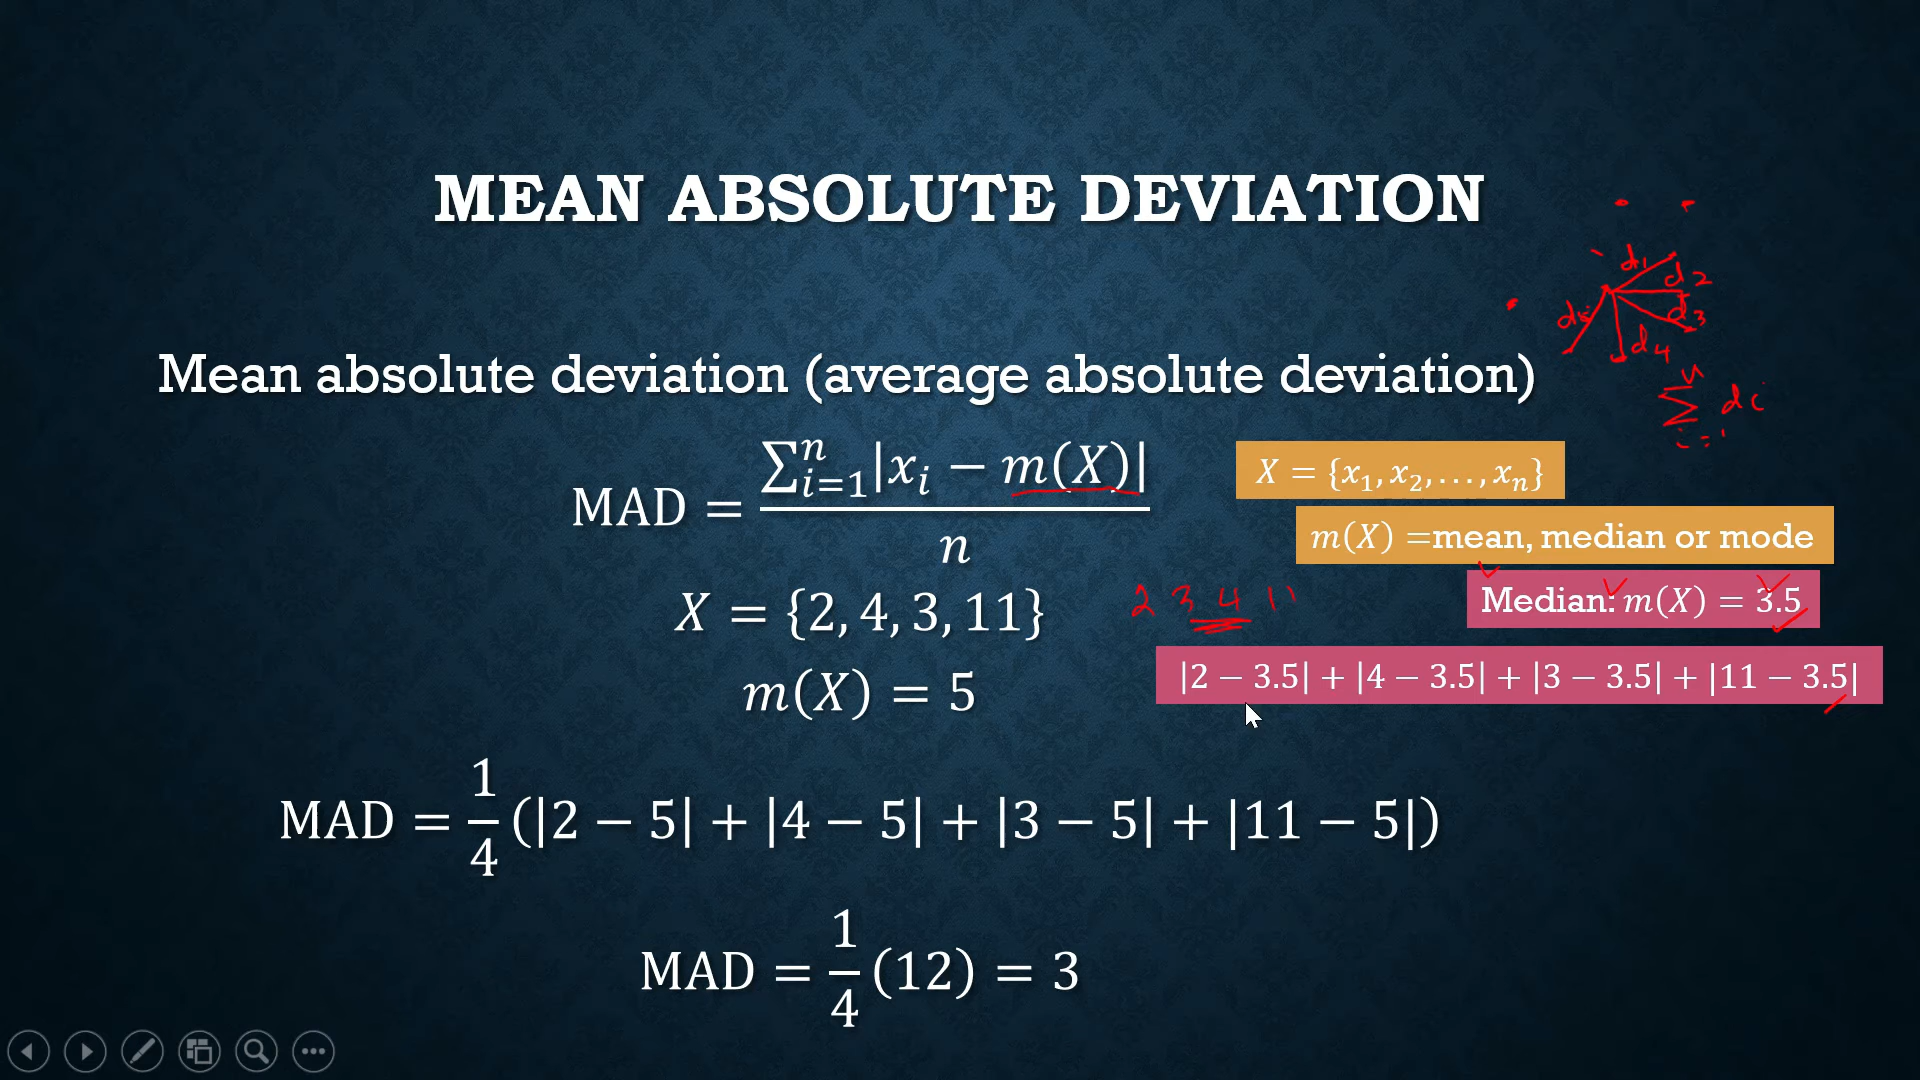 MEAN ABSOLUTE DEVIATION
d1
d2
d3
d4
d5
Mean absolute deviation (average absolute deviation)
n
∑ di
i=1
MAD = ∑ⁿᵢ₌₁|xᵢ − m(X)| / n
X = {x₁, x₂, . . . , xₙ}
m(X) =mean, median or mode
X = {2, 4, 3, 11}
2 3 4 11
Median: m(X) = 3.5
m(X) = 5
|2 − 3.5| + |4 − 3.5| + |3 − 3.5| + |11 − 3.5|
MAD = 1/4 (|2 − 5| + |4 − 5| + |3 − 5| + |11 − 5|)
MAD = 1/4 (12) = 3